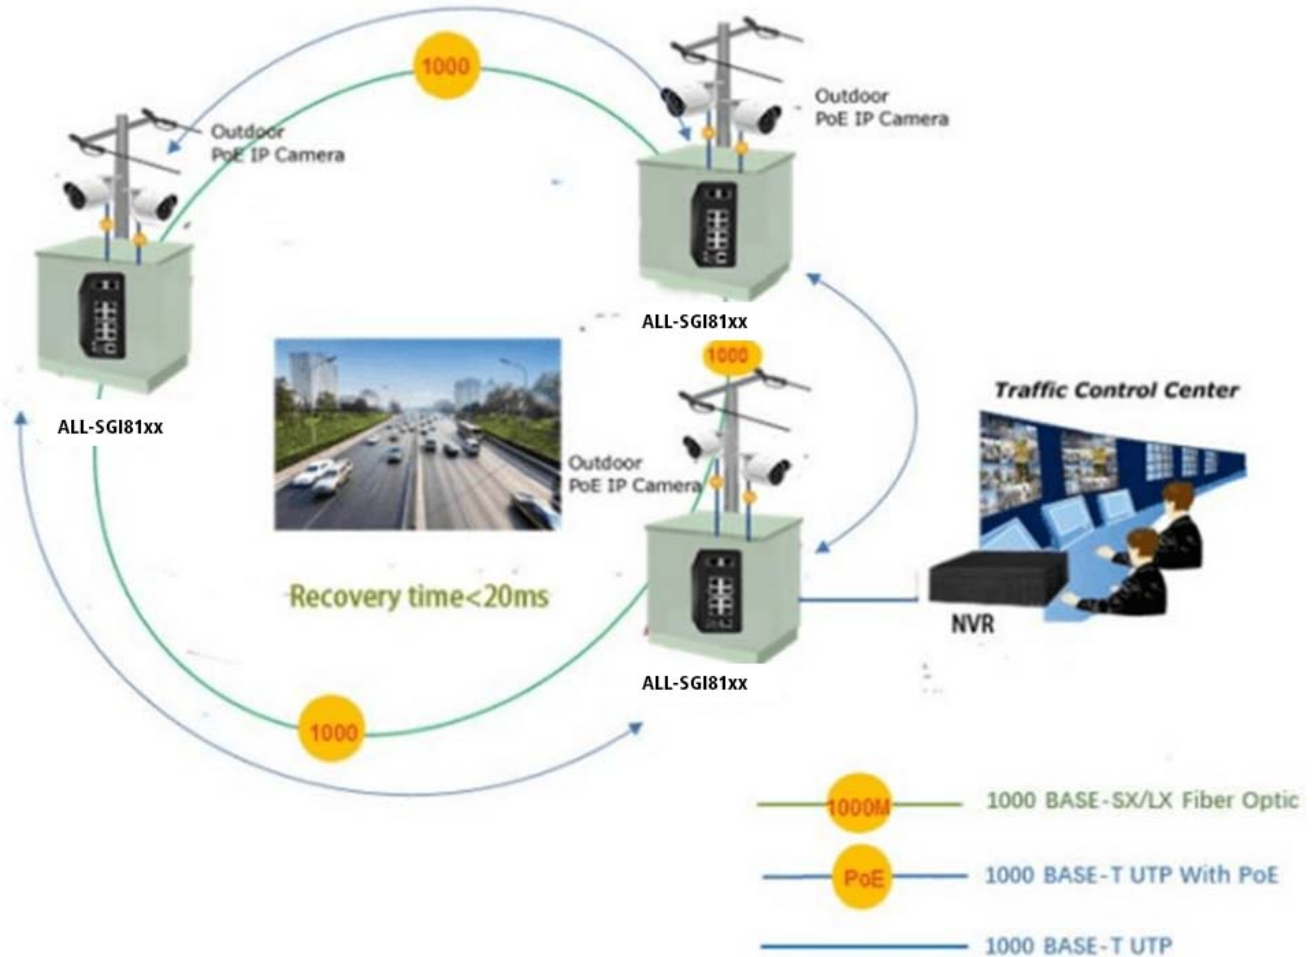 1000
Outdoor
PoE IP Camera
Outdoor
PoE IP Camera
ALL-SGI81xx
1000
Traffic Control Center
ALL-SGI81xx
Outdoor
PoE IP Camera
Recovery time<20ms
NVR
ALL-SGI81xx
1000
1000M 1000 BASE-SX/LX Fiber Optic
PoE 1000 BASE-T UTP With PoE
1000 BASE-T UTP